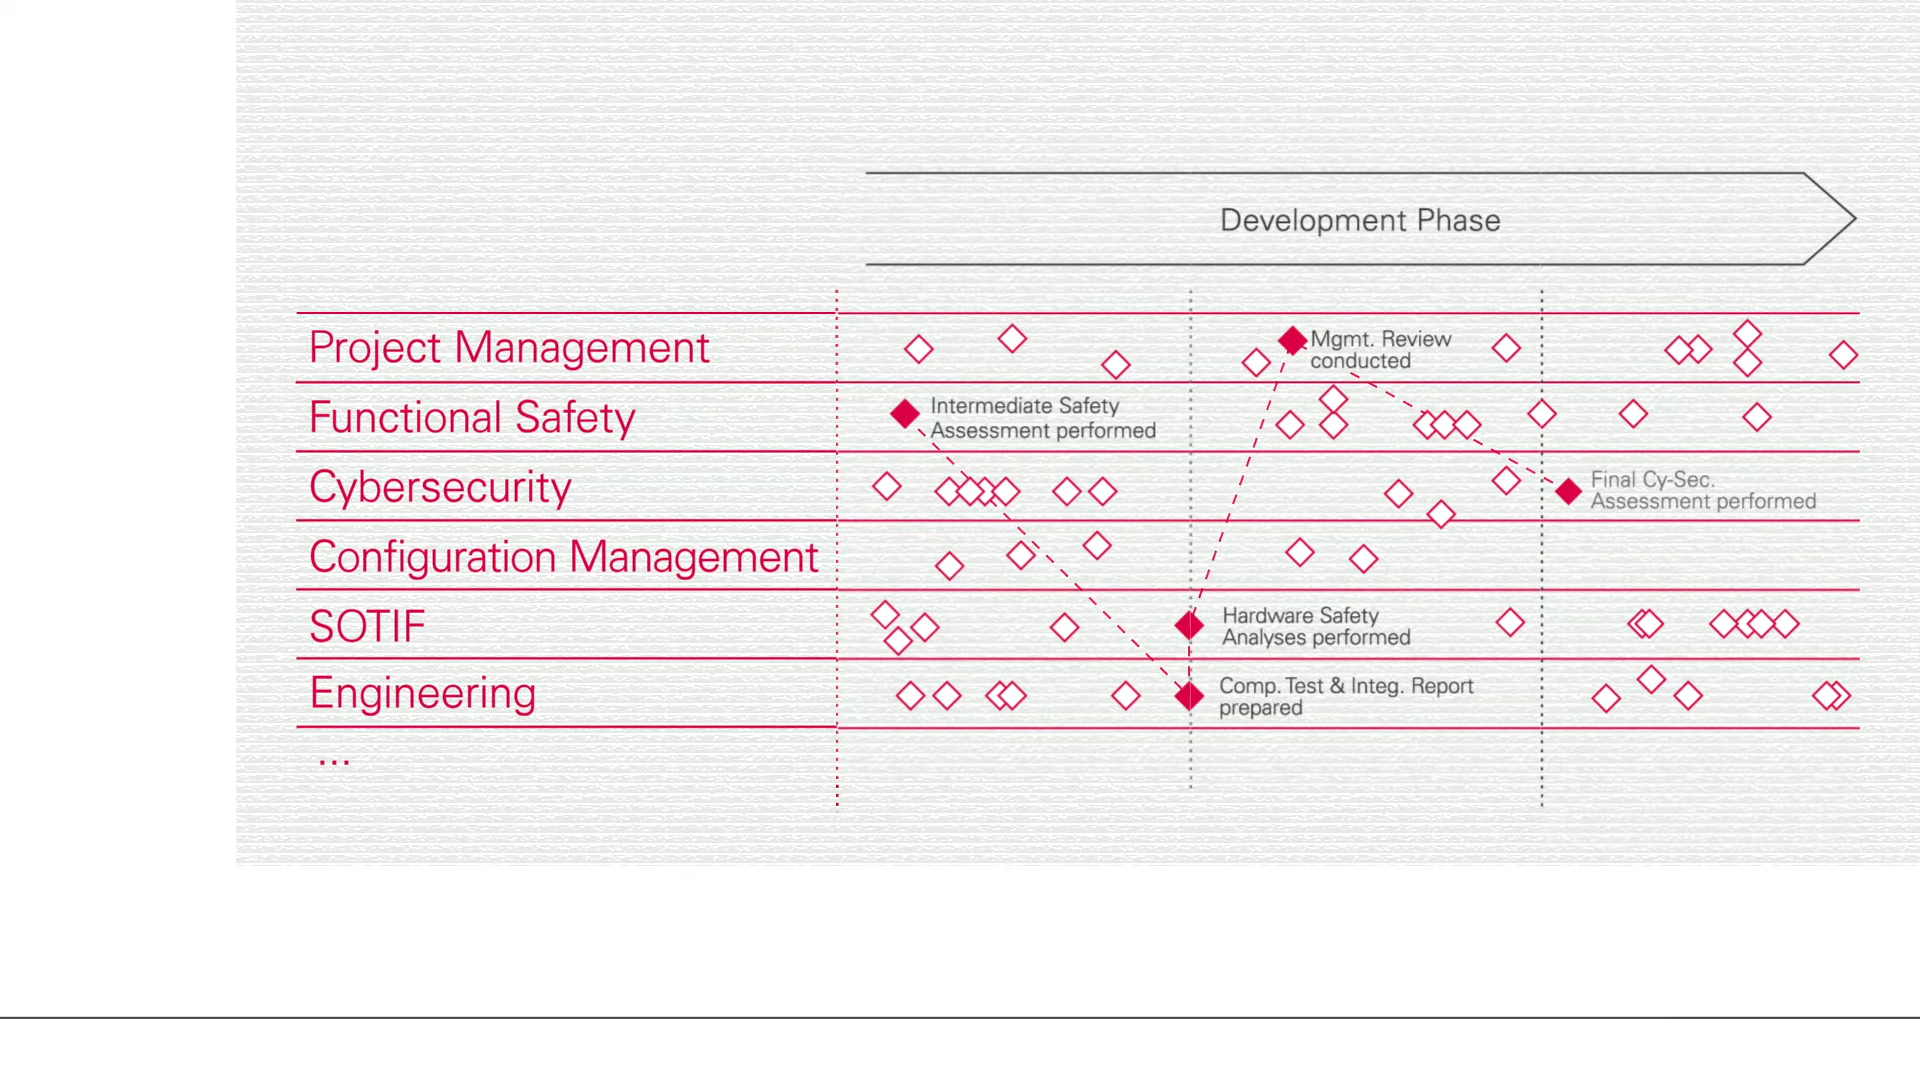 Development Phase
Project Management
Mgmt. Review
conducted
Functional Safety
Intermediate Safety
Assessment performed
Cybersecurity
Final Cy-Sec.
Assessment performed
Configuration Management
SOTIF
Hardware Safety
Analyses performed
Engineering
Comp. Test & Integ. Report
prepared
...